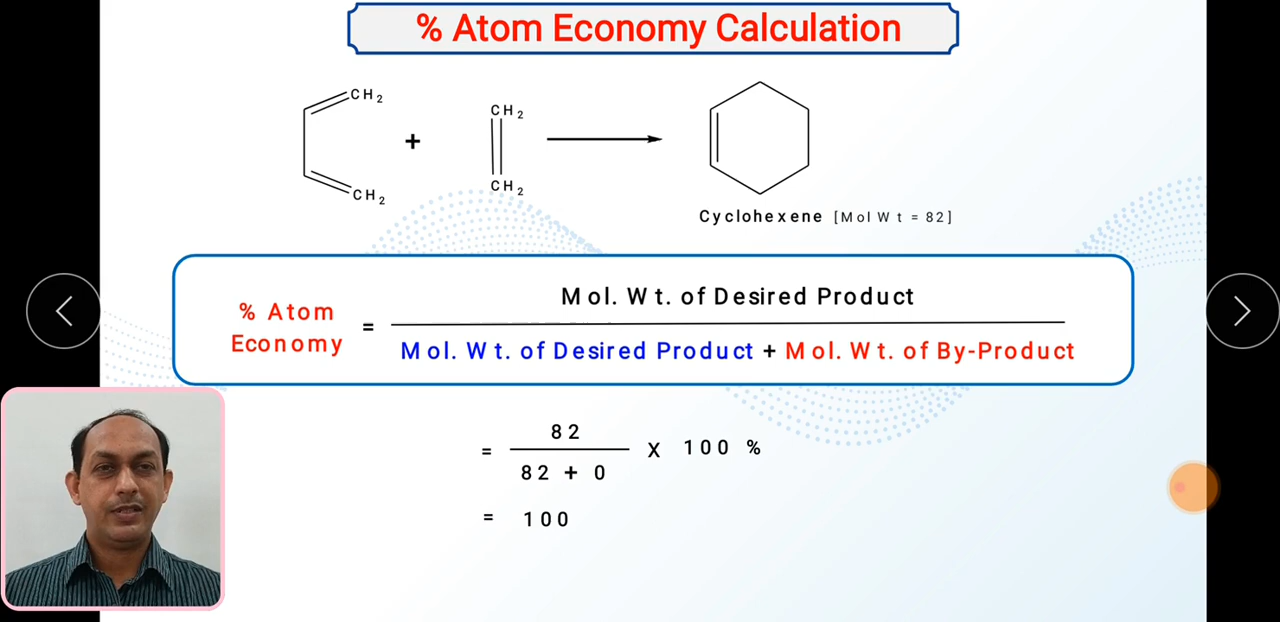 % Atom Economy Calculation
CH2
CH2
+
CH2
CH2
Cyclohexene [Mol Wt = 82]
% Atom
Economy
=
Mol. Wt. of Desired Product
Mol. Wt. of Desired Product + Mol. Wt. of By-Product
=
82
82 + 0
X 100 %
= 100